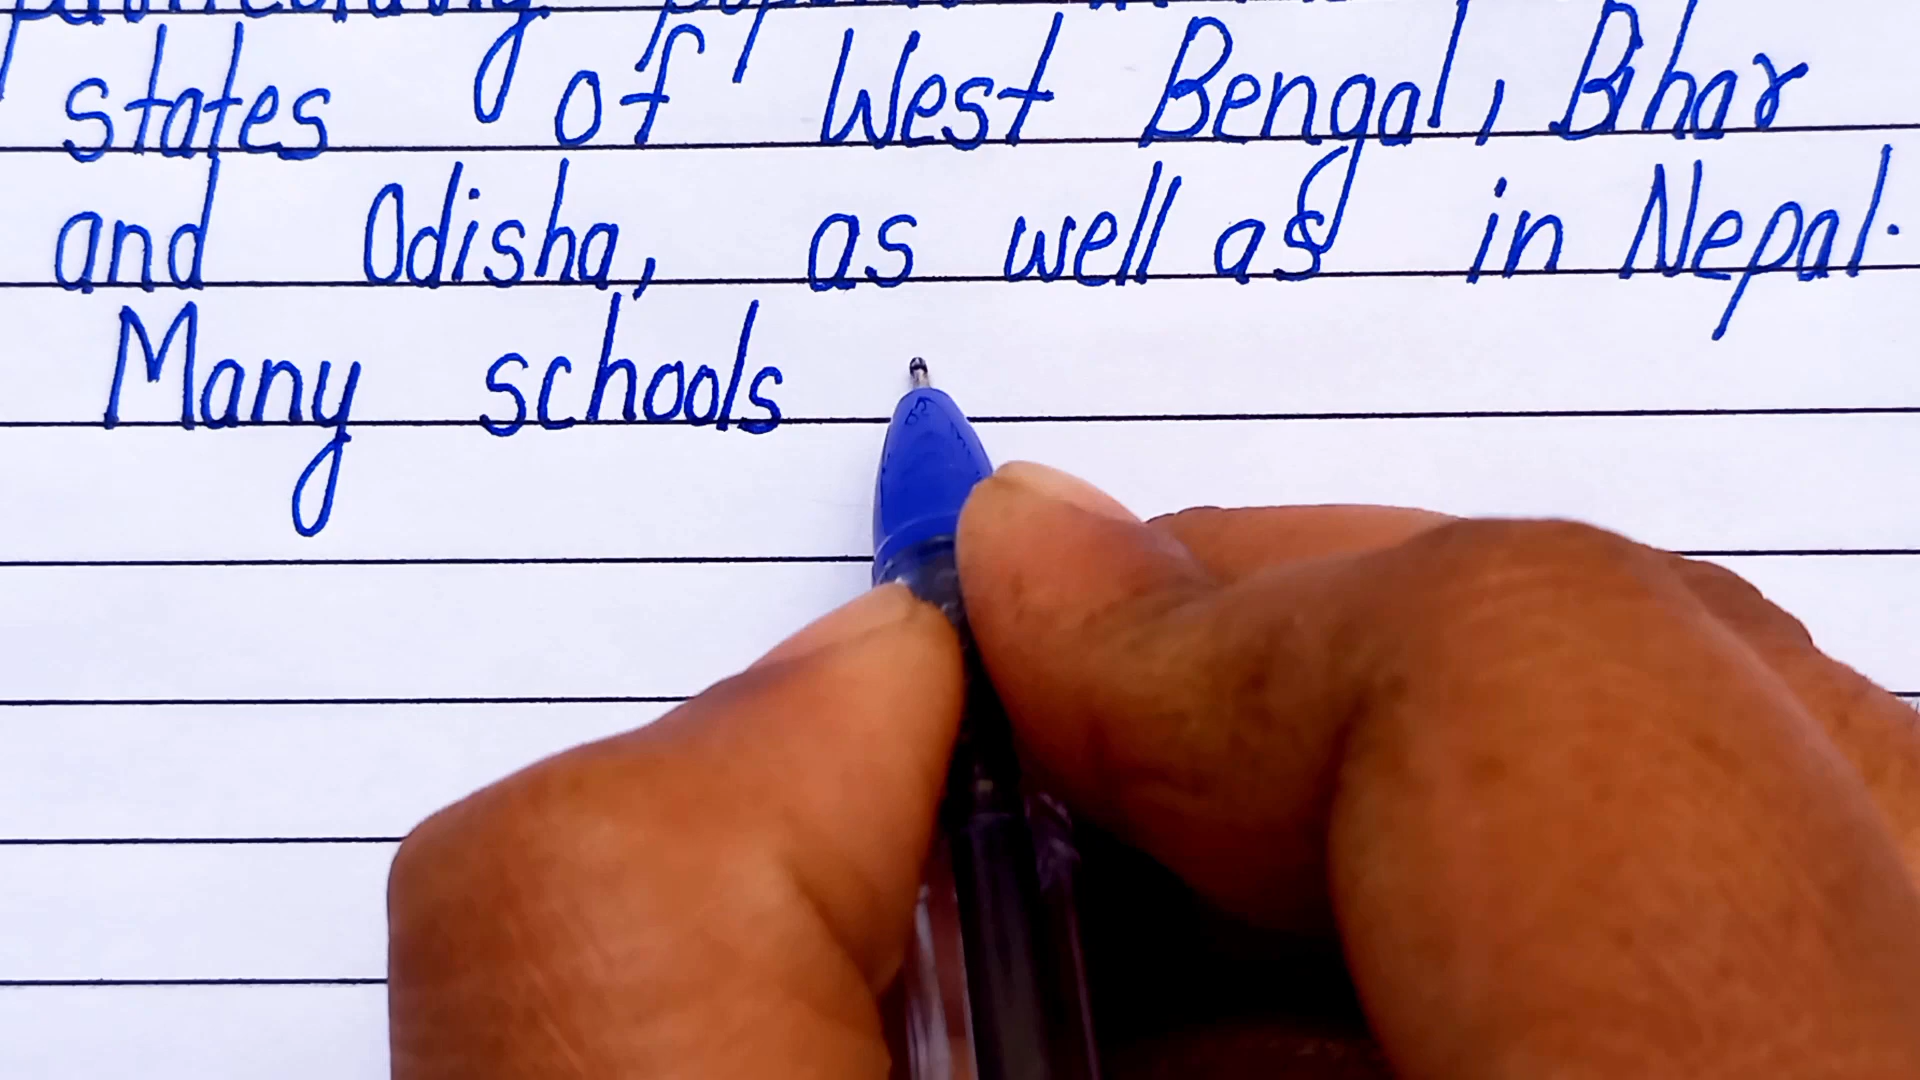 states of West Bengal, Bihar
and Odisha, as well as in Nepal.
Many schools